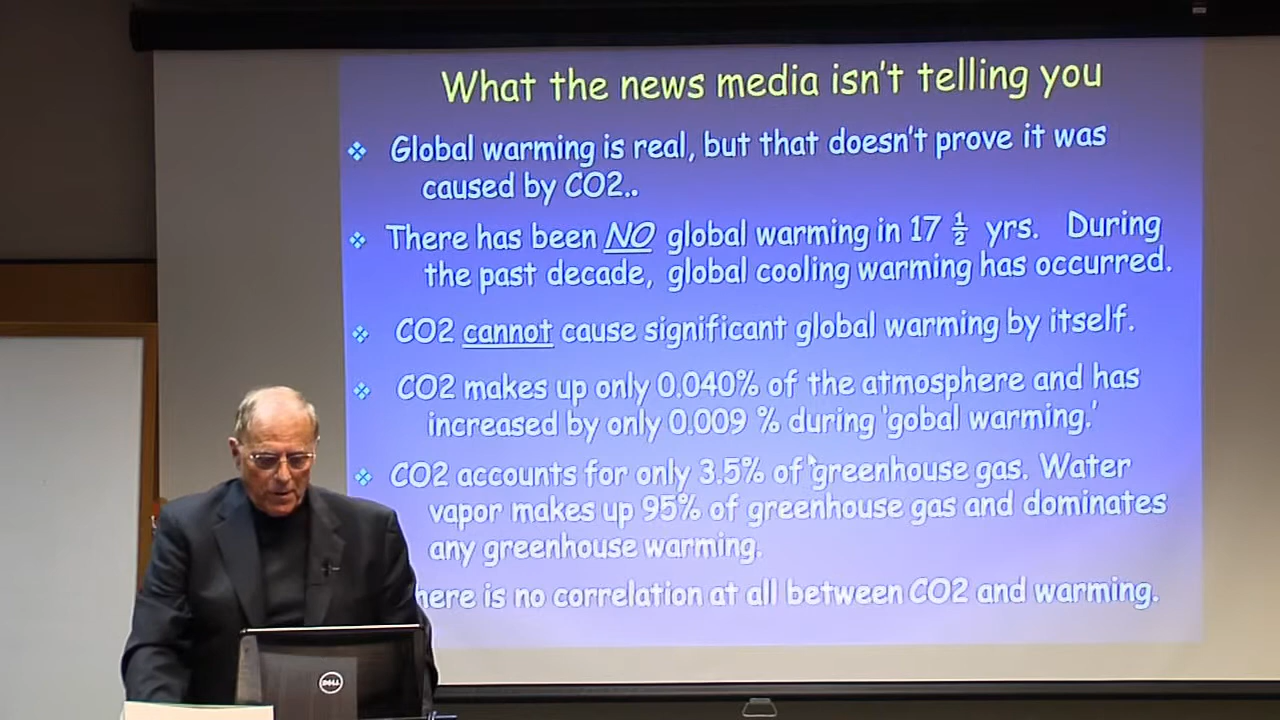 What the news media isn't telling you
Global warming is real, but that doesn't prove it was
caused by CO2..
There has been NO global warming in 17 ½ yrs. During
the past decade, global cooling warming has occurred.
CO2 cannot cause significant global warming by itself.
CO2 makes up only 0.040% of the atmosphere and has
increased by only 0.009 % during 'gobal warming.'
CO2 accounts for only 3.5% of greenhouse gas. Water
vapor makes up 95% of greenhouse gas and dominates
any greenhouse warming.
here is no correlation at all between CO2 and warming.
DELL